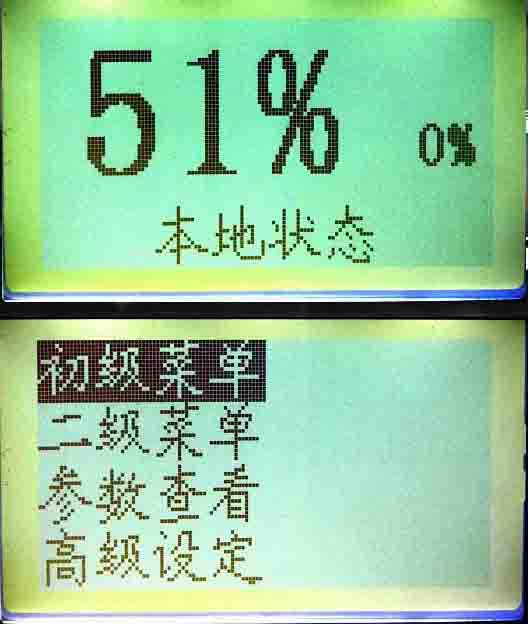 51% 0%
本地状态
初级菜单
二级菜单
参数查看
高级设定